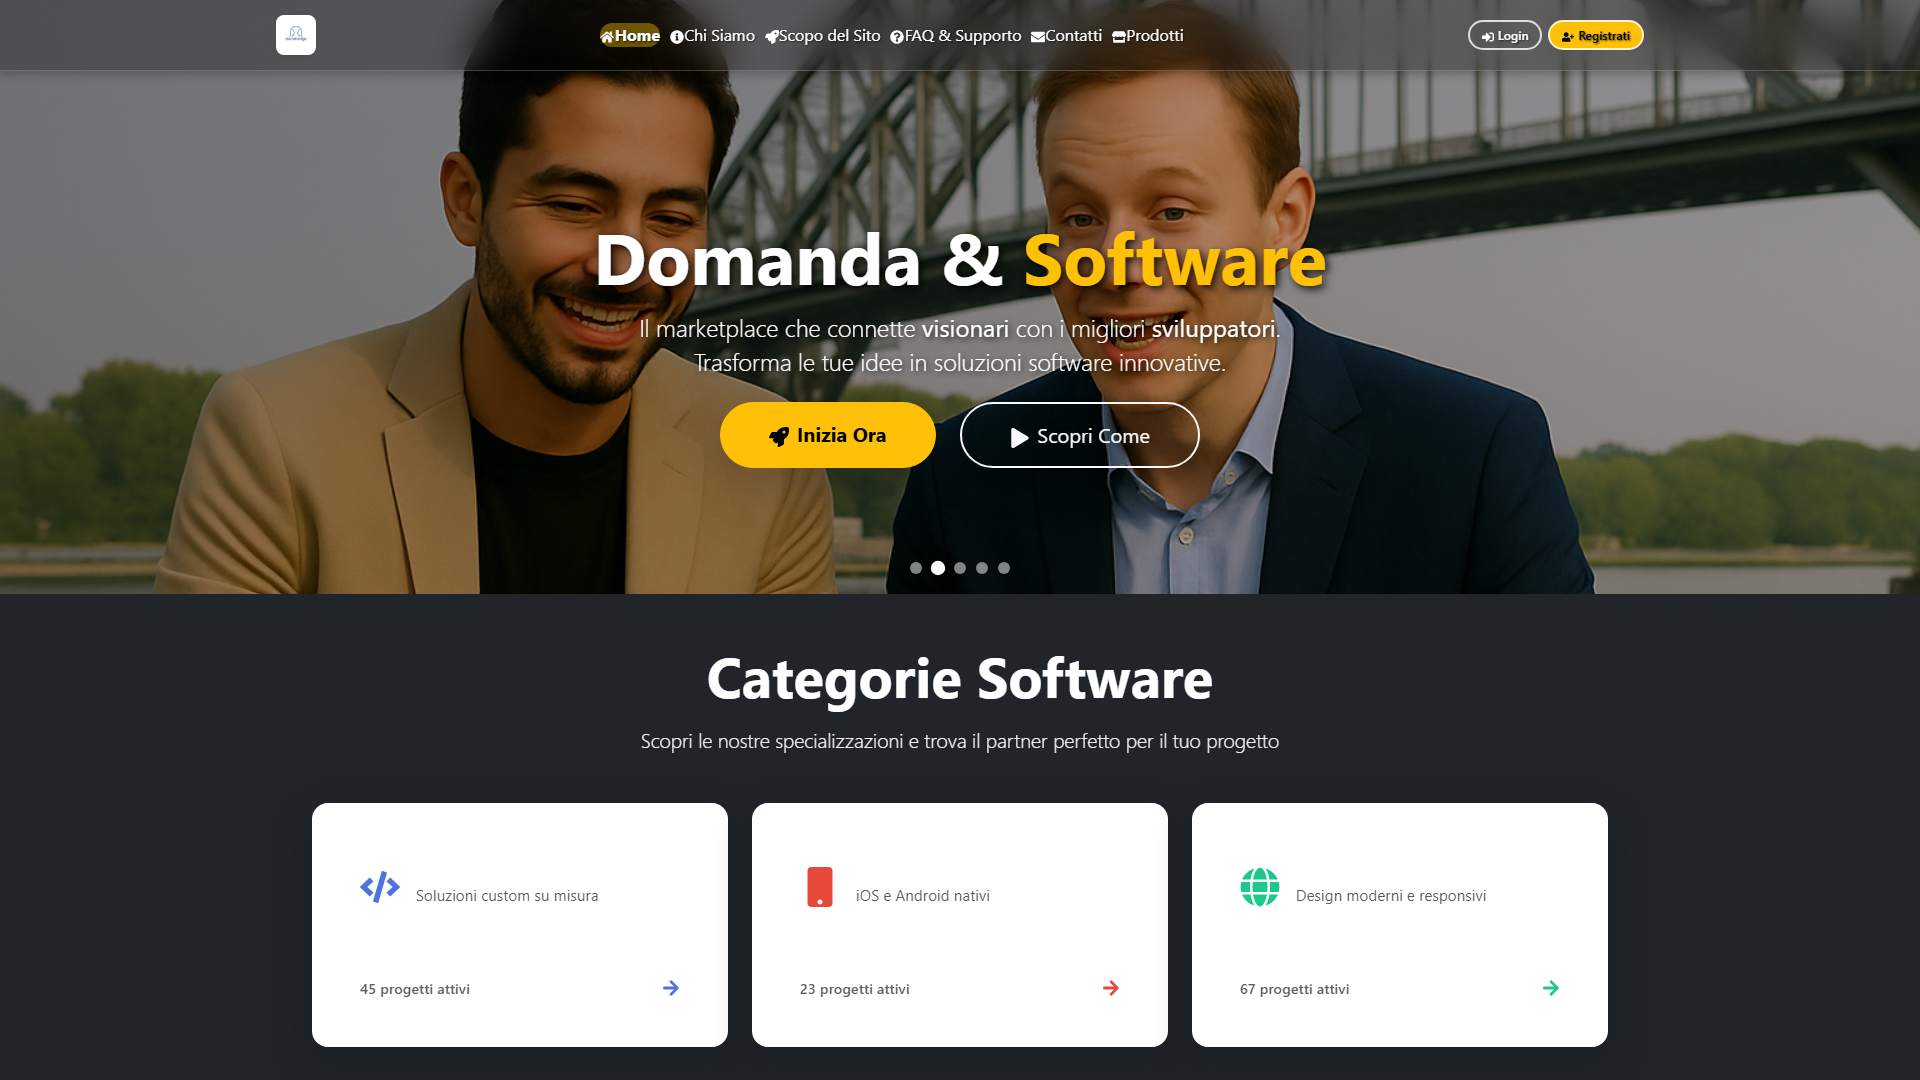 Home Chi Siamo Scopo del Sito FAQ & Supporto Contatti Prodotti Login Registrati
Domanda & Software
Il marketplace che connette visionari con i migliori sviluppatori.
Trasforma le tue idee in soluzioni software innovative.
Inizia Ora Scopri Come
Categorie Software
Scopri le nostre specializzazioni e trova il partner perfetto per il tuo progetto
Soluzioni custom su misura
45 progetti attivi
iOS e Android nativi
23 progetti attivi
Design moderni e responsivi
67 progetti attivi